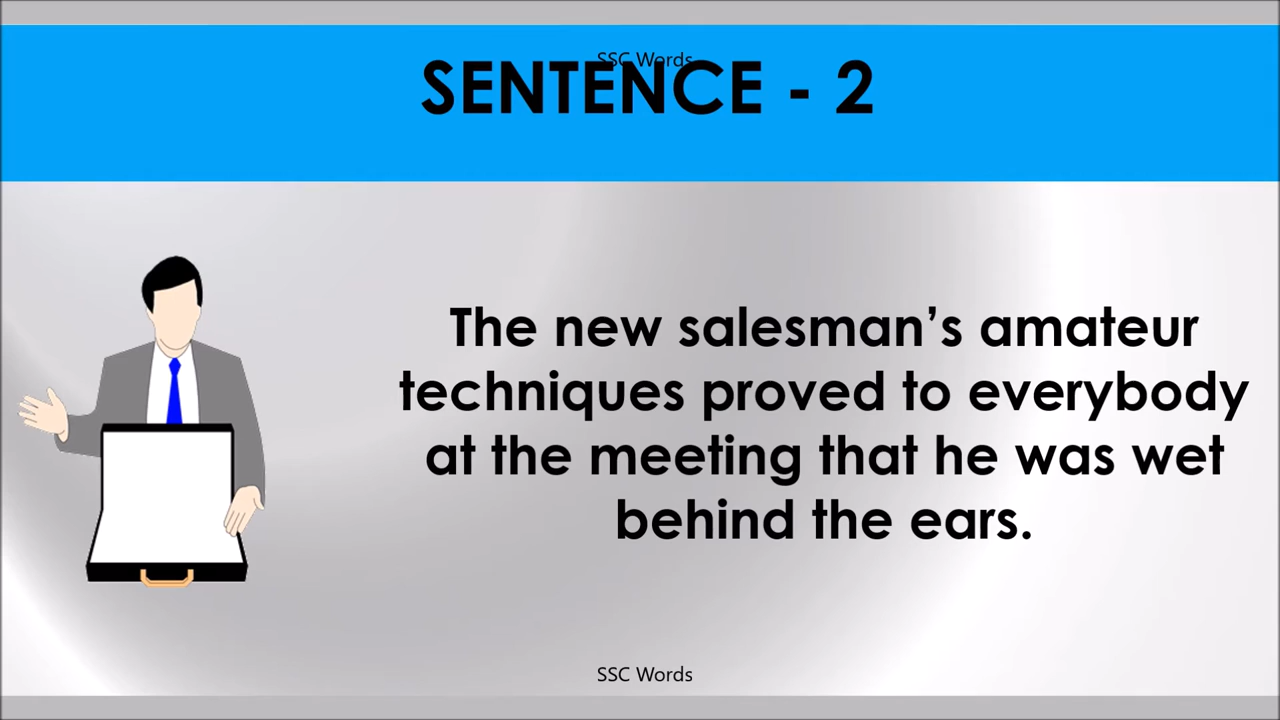 SSC Words
SENTENCE - 2
The new salesman’s amateur
techniques proved to everybody
at the meeting that he was wet
behind the ears.
SSC Words